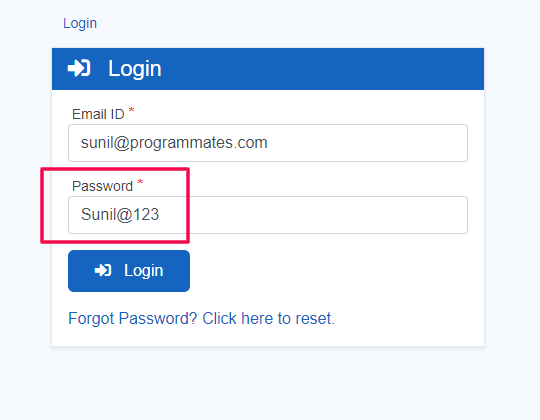 Login
Login
Email ID *
sunil@programmates.com
Password *
Sunil@123
Login
Forgot Password? Click here to reset.